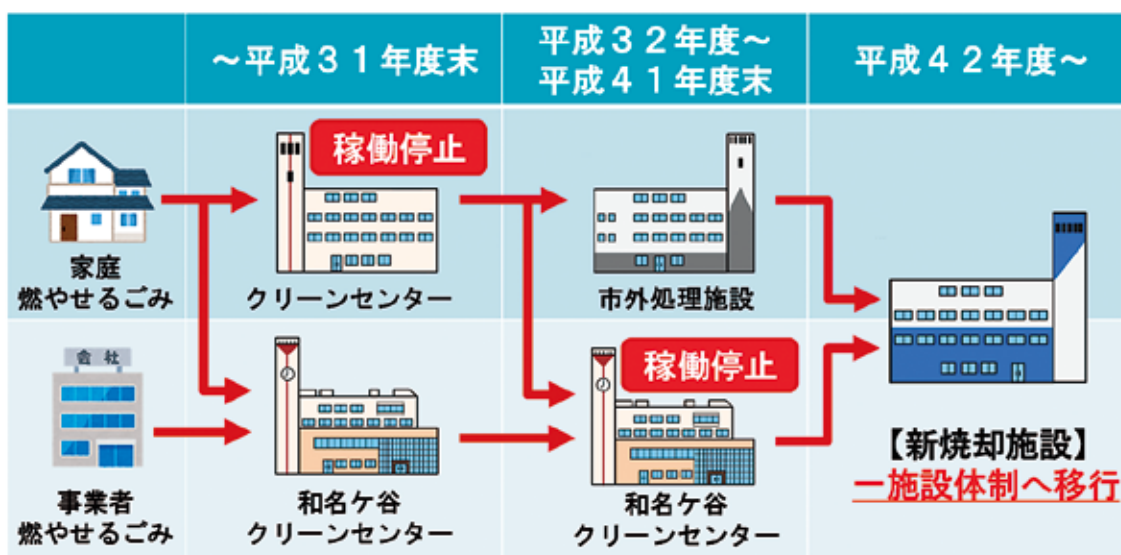 ～平成３１年度末
平成３２年度～
平成４１年度末
平成４２年度～
稼働停止
家庭
燃やせるごみ
クリーンセンター
市外処理施設
会社
稼働停止
事業者
燃やせるごみ
和名ケ谷
クリーンセンター
和名ケ谷
クリーンセンター
【新焼却施設】
一施設体制へ移行